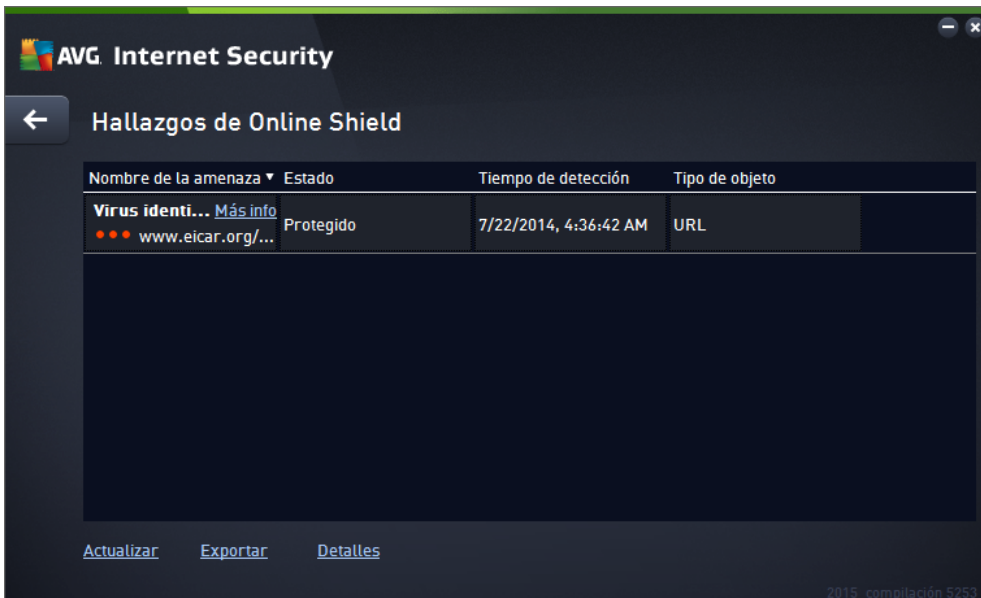 AVG. Internet Security
Hallazgos de Online Shield
Nombre de la amenaza Estado Tiempo de detección Tipo de objeto
Virus identi... Más info
www.eicar.org/... Protegido 7/22/2014, 4:36:42 AM URL
Actualizar Exportar Detalles
2015 compilación 5253